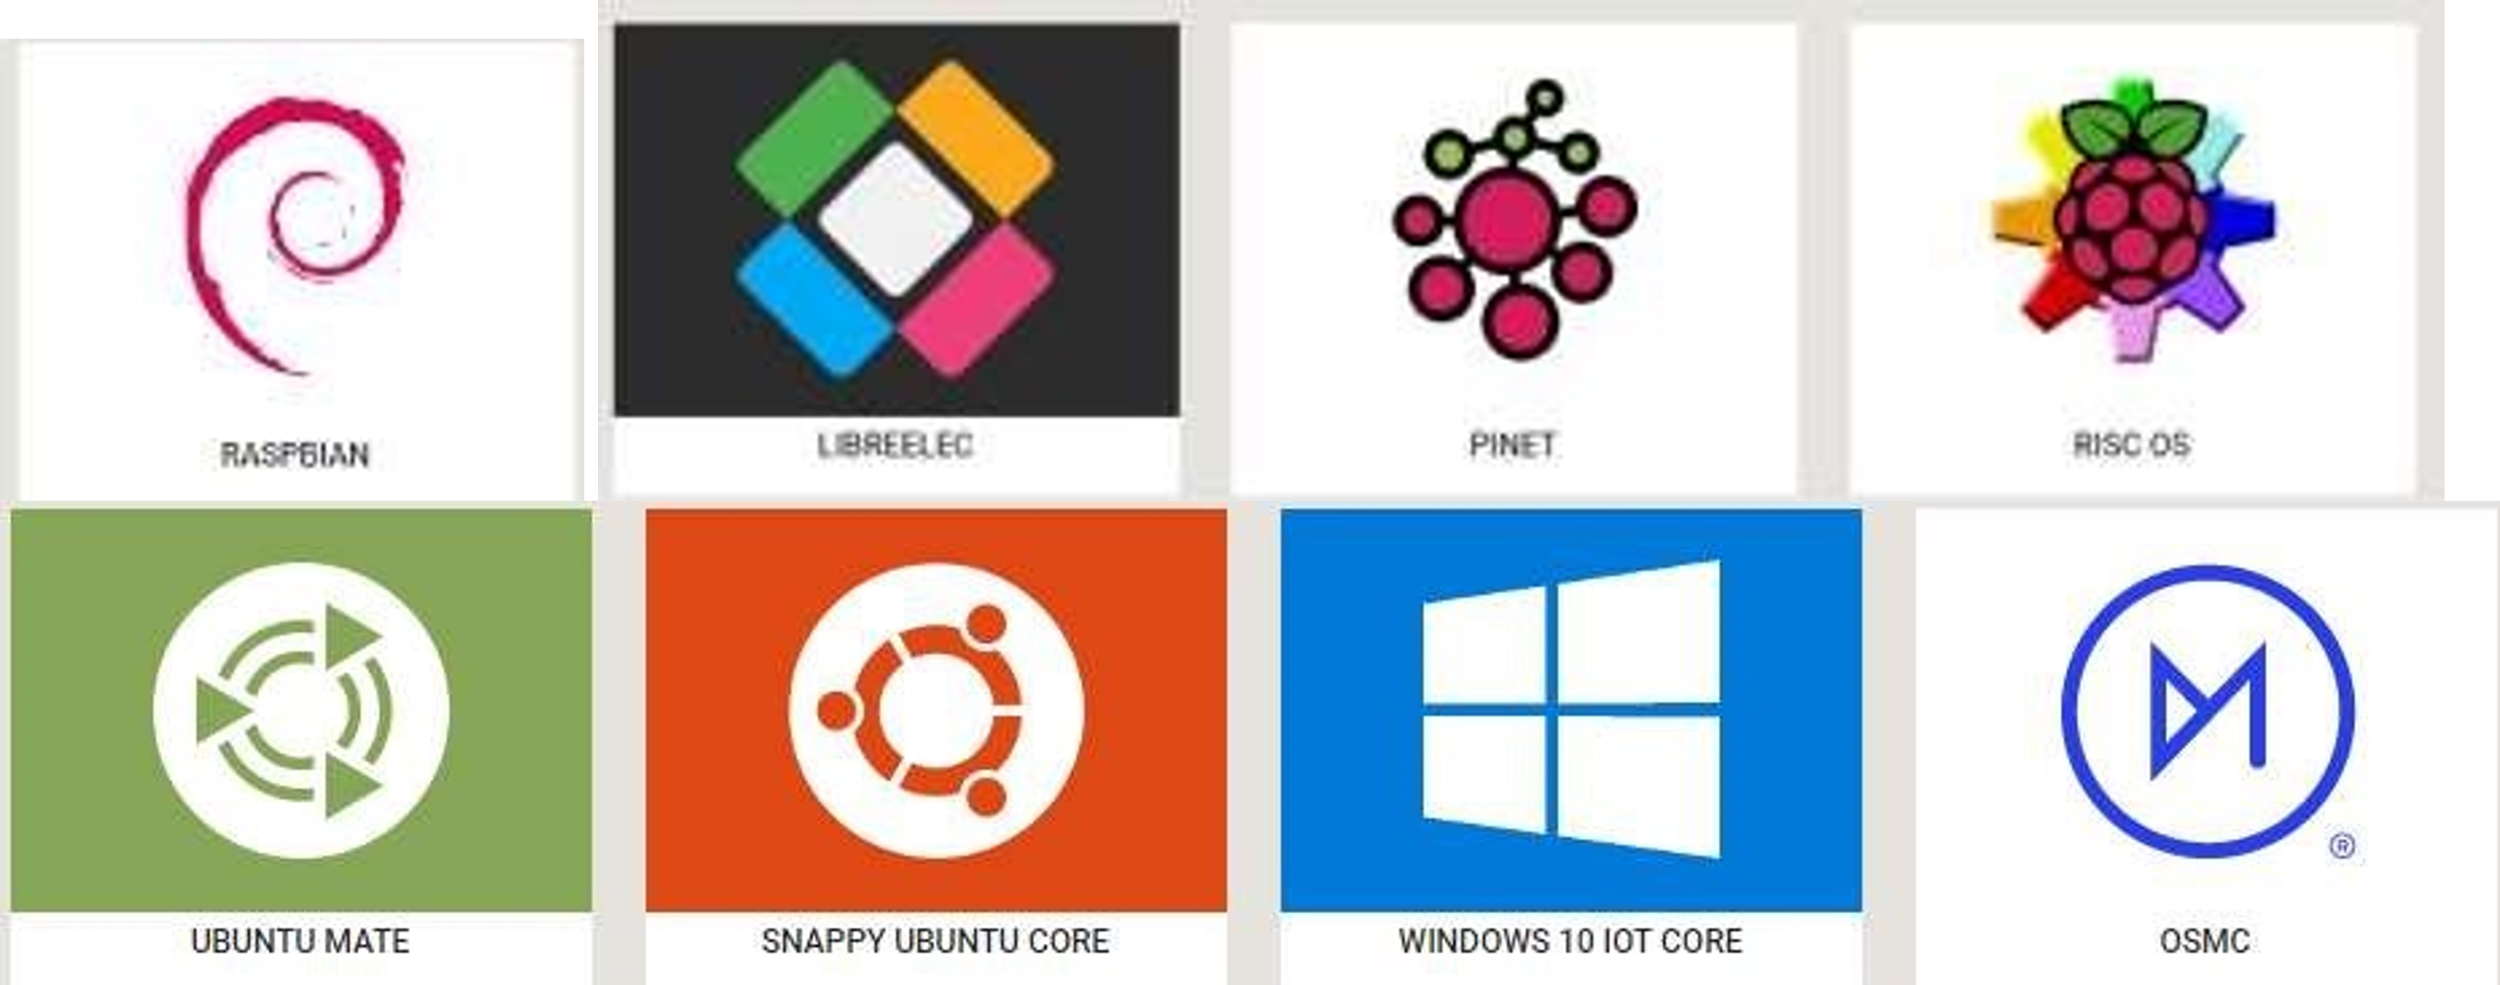 RASPBIAN
LIBREELEC
PINET
RISC OS
UBUNTU MATE
SNAPPY UBUNTU CORE
WINDOWS 10 IOT CORE
®
OSMC